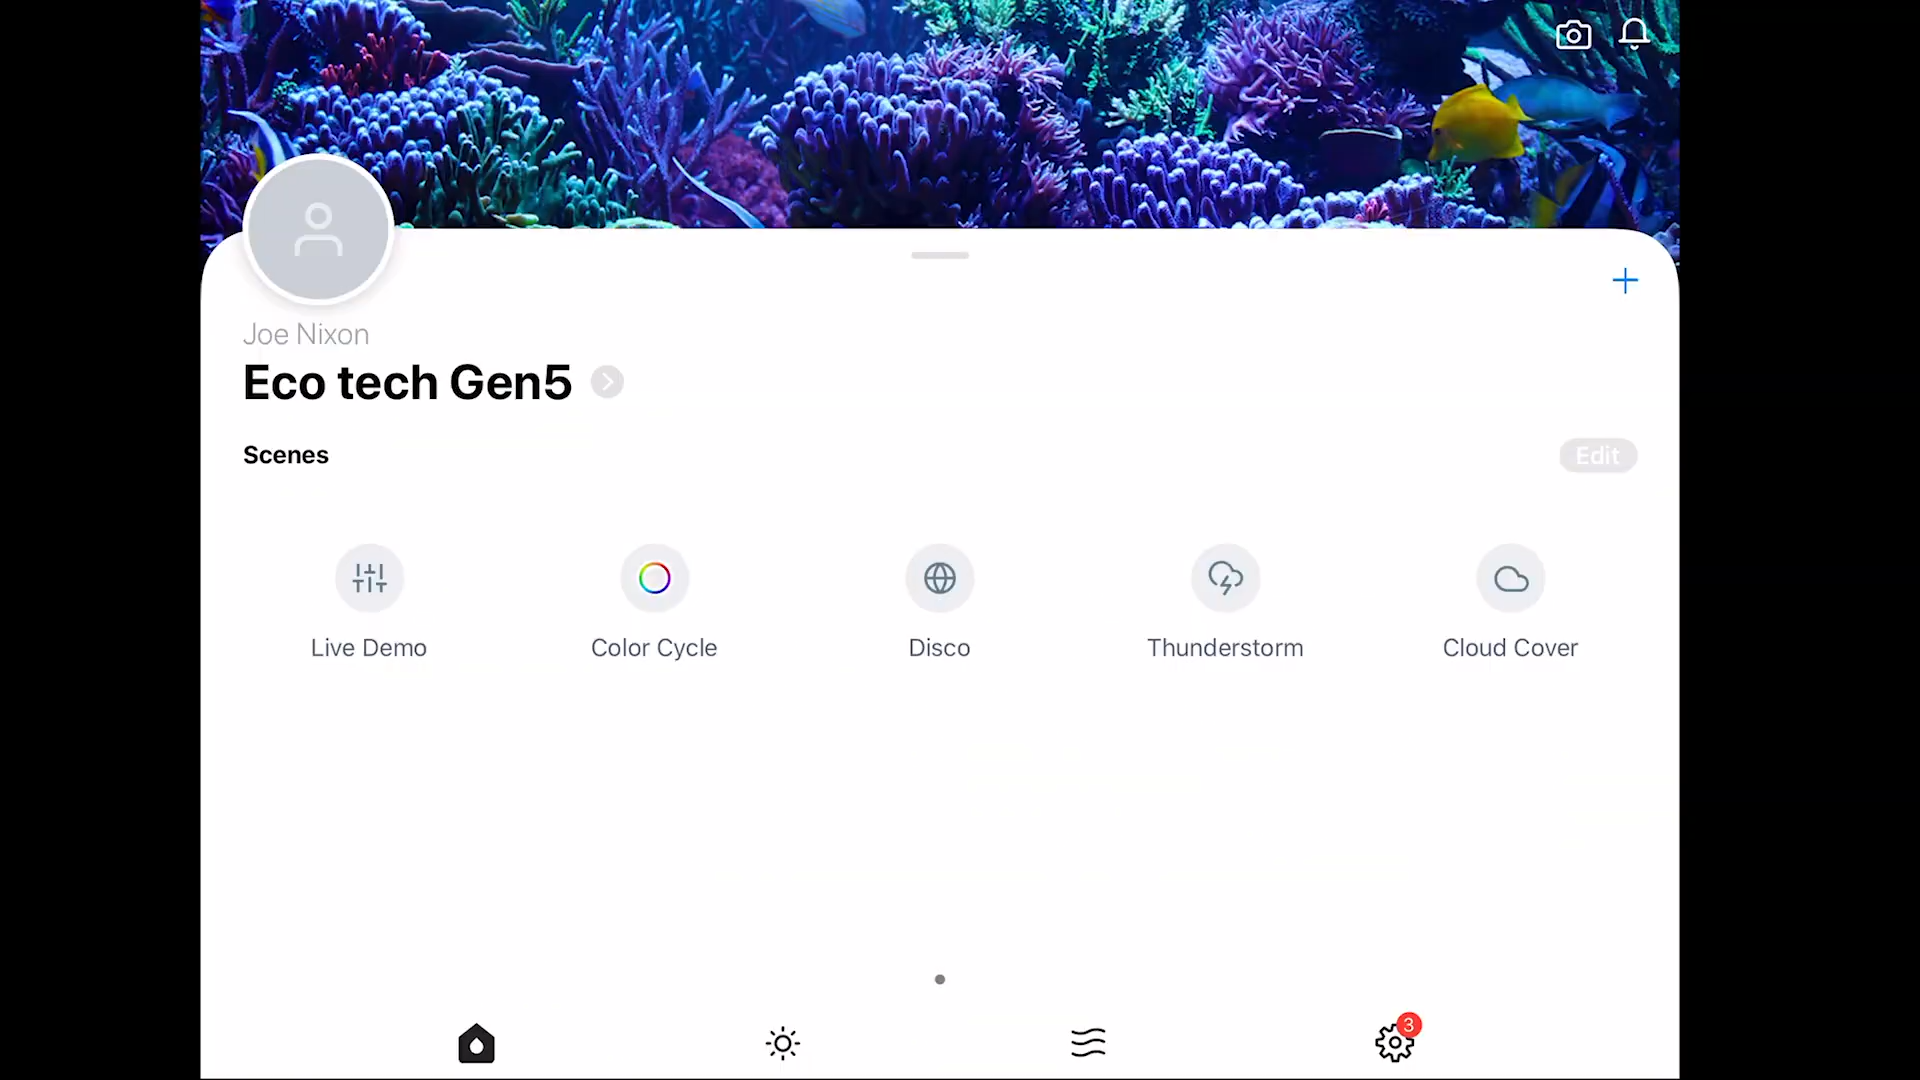 Joe Nixon
Eco tech Gen5
Scenes
Edit
Live Demo
Color Cycle
Disco
Thunderstorm
Cloud Cover
3